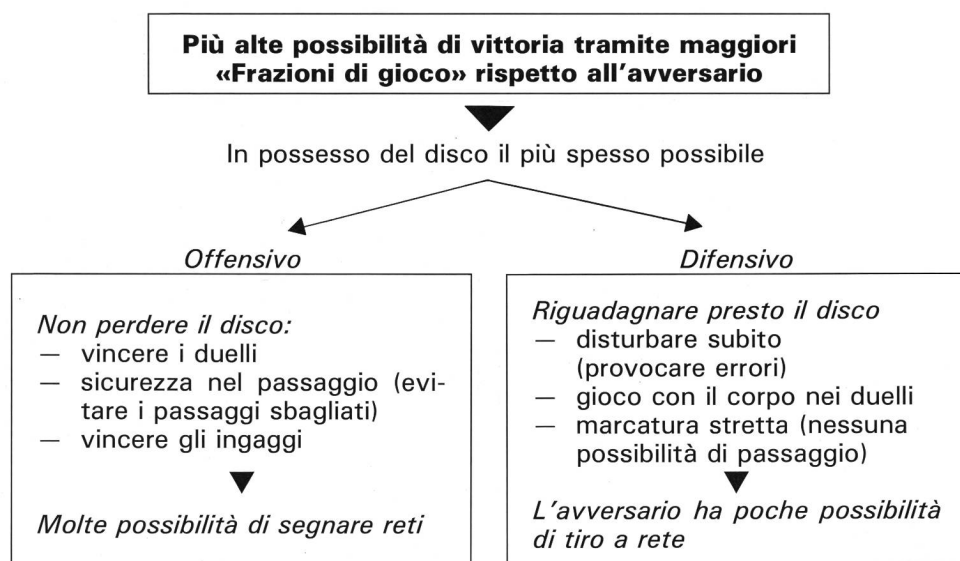 Più alte possibilità di vittoria tramite maggiori
«Frazioni di gioco» rispetto all'avversario
In possesso del disco il più spesso possibile
Offensivo
Non perdere il disco:
— vincere i duelli
— sicurezza nel passaggio (evi-
tare i passaggi sbagliati)
— vincere gli ingaggi
Molte possibilità di segnare reti
Difensivo
Riguadagnare presto il disco
— disturbare subito
(provocare errori)
— gioco con il corpo nei duelli
— marcatura stretta (nessuna
possibilità di passaggio)
L'avversario ha poche possibilità
di tiro a rete